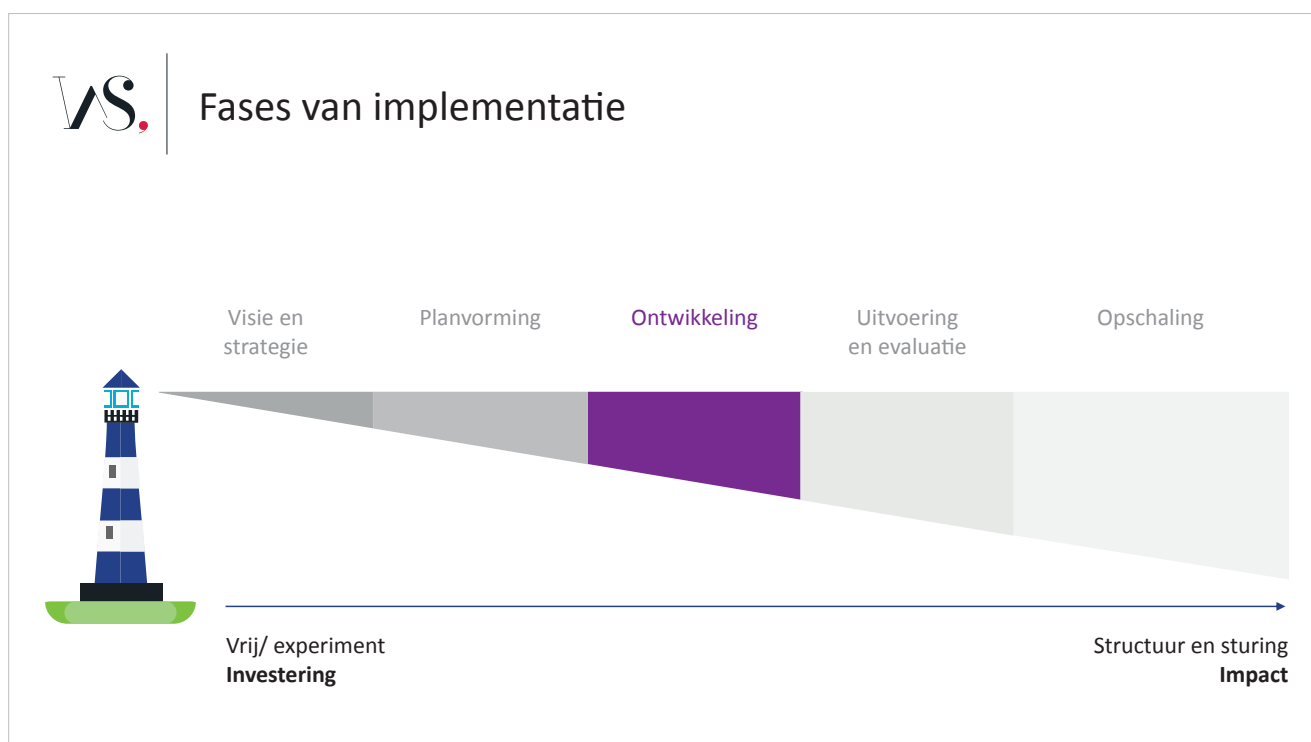 VVS,
Fases van implementatie
Visie en
strategie
Planvorming
Ontwikkeling
Uitvoering
en evaluatie
Opschaling
Vrij/ experiment
Investering
Structuur en sturing
Impact